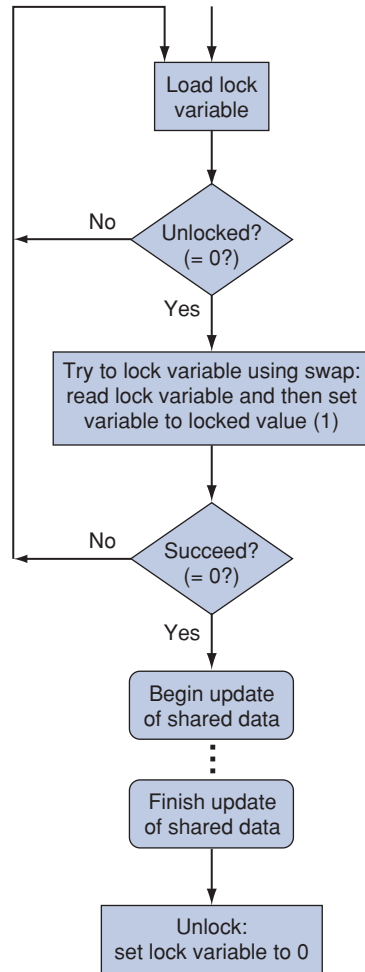 Load lock
variable
No
Unlocked?
(= 0?)
Yes
Try to lock variable using swap:
read lock variable and then set
variable to locked value (1)
No
Succeed?
(= 0?)
Yes
Begin update
of shared data
Finish update
of shared data
Unlock:
set lock variable to 0